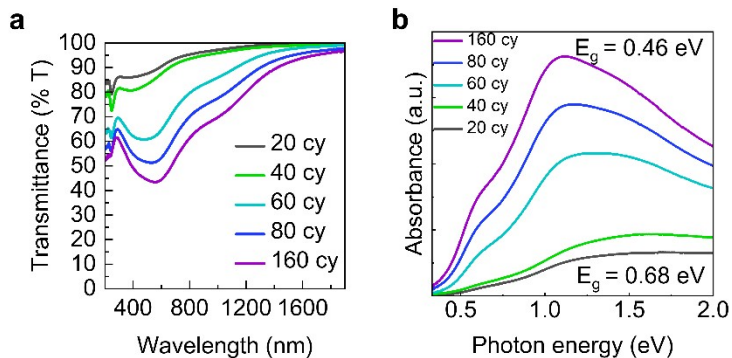 a
100
90
80
70
60
50
40
30
20
10
0
Transmittance (% T)
20 cy
40 cy
60 cy
80 cy
160 cy
400 800 1200 1600
Wavelength (nm)
b
160 cy
80 cy
60 cy
40 cy
20 cy
E_g = 0.46 eV
E_g = 0.68 eV
Absorbance (a.u.)
0.5 1.0 1.5 2.0
Photon energy (eV)